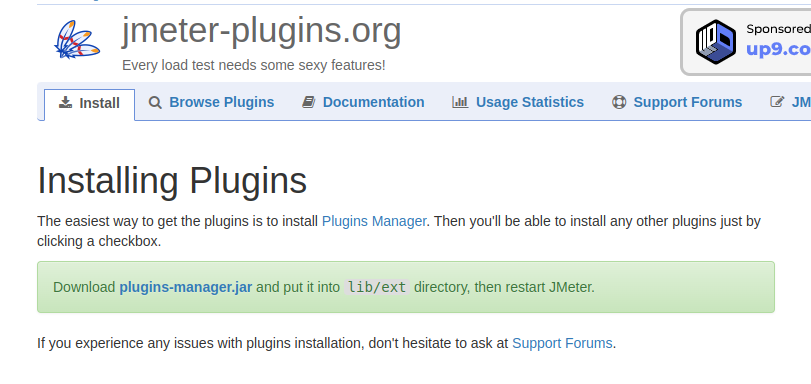 jmeter-plugins.org
Every load test needs some sexy features!
Sponsored
up9.co
Install Browse Plugins Documentation Usage Statistics Support Forums JM
Installing Plugins
The easiest way to get the plugins is to install Plugins Manager. Then you'll be able to install any other plugins just by
clicking a checkbox.
Download plugins-manager.jar and put it into lib/ext directory, then restart JMeter.
If you experience any issues with plugins installation, don't hesitate to ask at Support Forums.